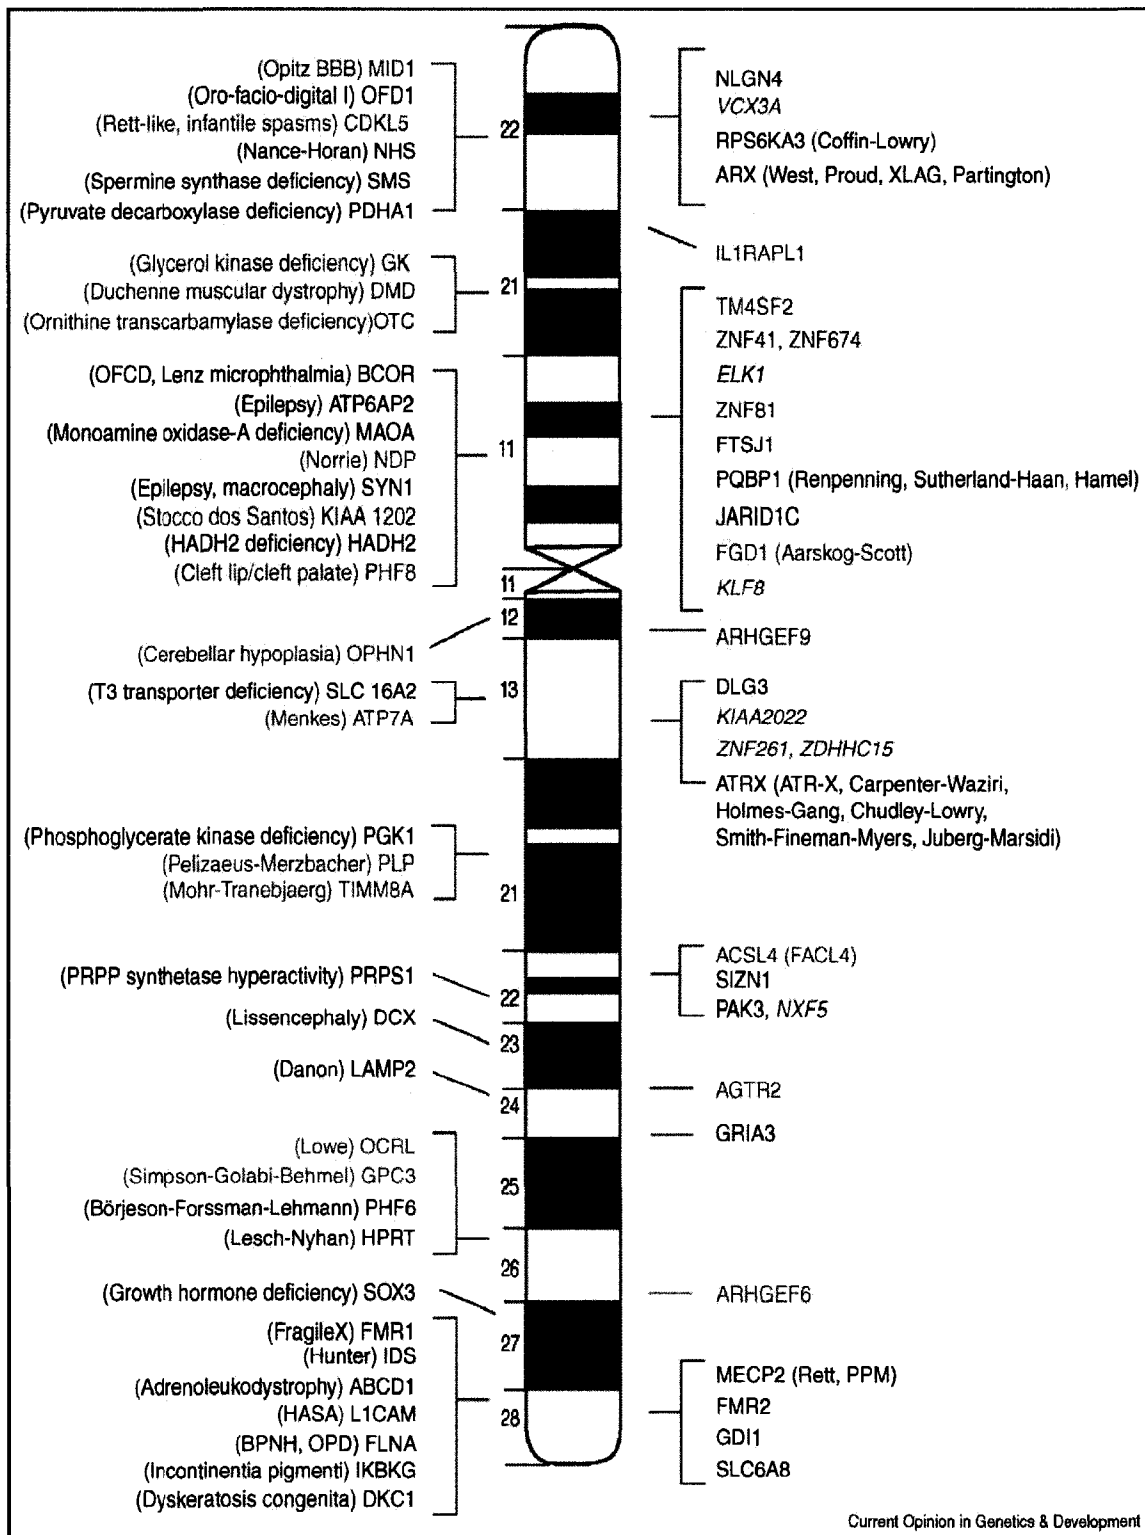 (Opitz BBB) MID1
(Oro-facio-digital I) OFD1
(Rett-like, infantile spasms) CDKL5
(Nance-Horan) NHS
(Spermine synthase deficiency) SMS
(Pyruvate decarboxylase deficiency) PDHA1
(Glycerol kinase deficiency) GK
(Duchenne muscular dystrophy) DMD
(Ornithine transcarbamylase deficiency)OTC
(OFCD, Lenz microphthalmia) BCOR
(Epilepsy) ATP6AP2
(Monoamine oxidase-A deficiency) MAOA
(Norrie) NDP
(Epilepsy, macrocephaly) SYN1
(Stocco dos Santos) KIAA 1202
(HADH2 deficiency) HADH2
(Cleft lip/cleft palate) PHF8
(Cerebellar hypoplasia) OPHN1
(T3 transporter deficiency) SLC 16A2
(Menkes) ATP7A
(Phosphoglycerate kinase deficiency) PGK1
(Pelizaeus-Merzbacher) PLP
(Mohr-Tranebjaerg) TIMM8A
(PRPP synthetase hyperactivity) PRPS1
(Lissencephaly) DCX
(Danon) LAMP2
(Lowe) OCRL
(Simpson-Golabi-Behmel) GPC3
(Börjeson-Forssman-Lehmann) PHF6
(Lesch-Nyhan) HPRT
(Growth hormone deficiency) SOX3
(FragileX) FMR1
(Hunter) IDS
(Adrenoleukodystrophy) ABCD1
(HASA) L1CAM
(BPNH, OPD) FLNA
(Incontinentia pigmenti) IKBKG
(Dyskeratosis congenita) DKC1
22
21
11
11
12
13
21
22
23
24
25
26
27
28
NLGN4
VCX3A
RPS6KA3 (Coffin-Lowry)
ARX (West, Proud, XLAG, Partington)
IL1RAPL1
TM4SF2
ZNF41, ZNF674
ELK1
ZNF81
FTSJ1
PQBP1 (Renpenning, Sutherland-Haan, Hamel)
JARID1C
FGD1 (Aarskog-Scott)
KLF8
ARHGEF9
DLG3
KIAA2022
ZNF261, ZDHHC15
ATRX (ATR-X, Carpenter-Waziri,
Holmes-Gang, Chudley-Lowry,
Smith-Fineman-Myers, Juberg-Marsidi)
ACSL4 (FACL4)
SIZN1
PAK3, NXF5
AGTR2
GRIA3
ARHGEF6
MECP2 (Rett, PPM)
FMR2
GDI1
SLC6A8
Current Opinion in Genetics & Development